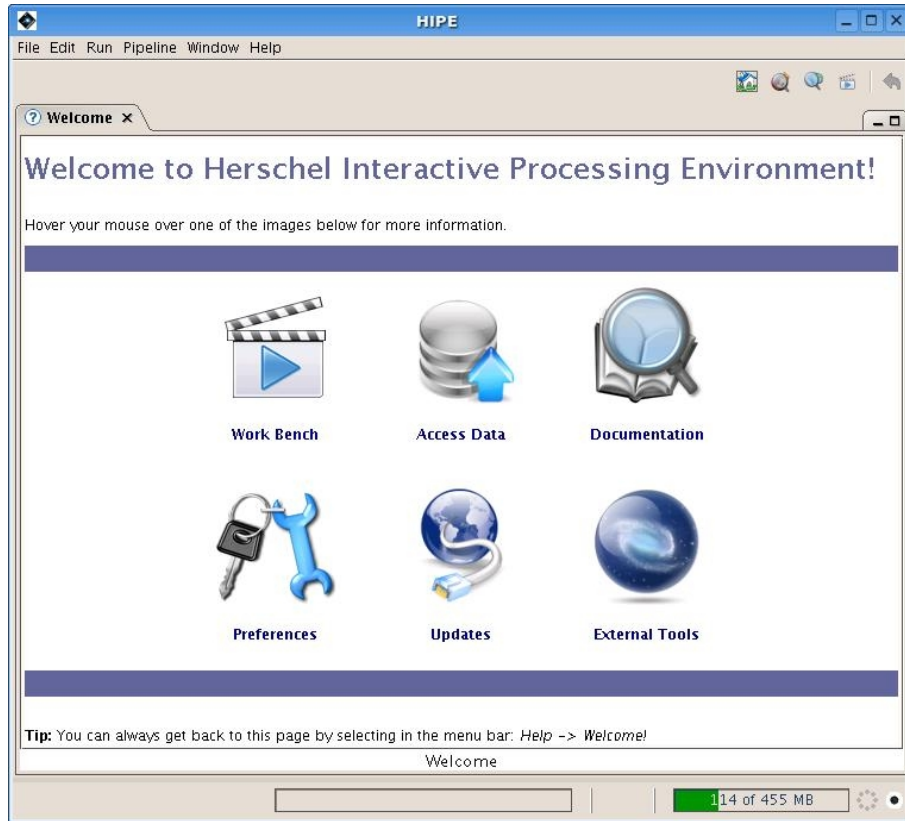 HIPE
File Edit Run Pipeline Window Help
Welcome
Welcome to Herschel Interactive Processing Environment!
Hover your mouse over one of the images below for more information.
Work Bench Access Data Documentation
Preferences Updates External Tools
Tip: You can always get back to this page by selecting in the menu bar: Help -> Welcome!
Welcome
114 of 455 MB